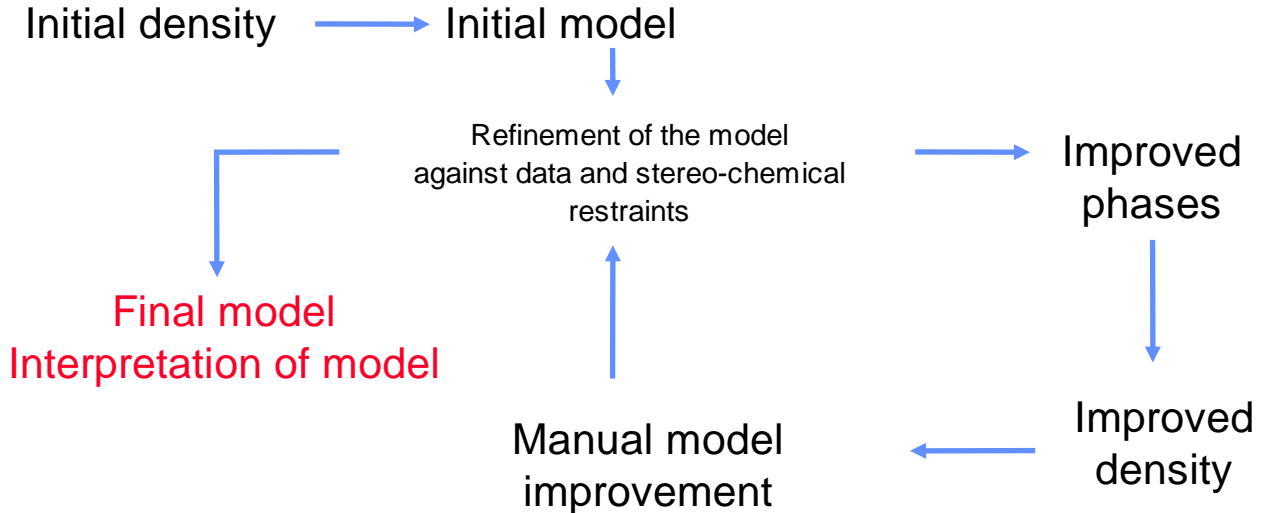 Initial density
Initial model
Refinement of the model
against data and stereo-chemical
restraints
Improved
phases
Final model
Interpretation of model
Improved
density
Manual model
improvement